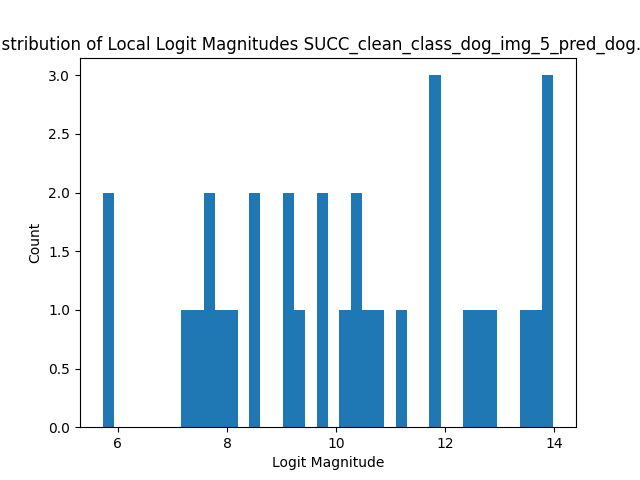 stribution of Local Logit Magnitudes SUCC_clean_class_dog_img_5_pred_dog.
3.0
2.5
2.0
1.5
1.0
0.5
0.0
Count
6 8 10 12 14
Logit Magnitude